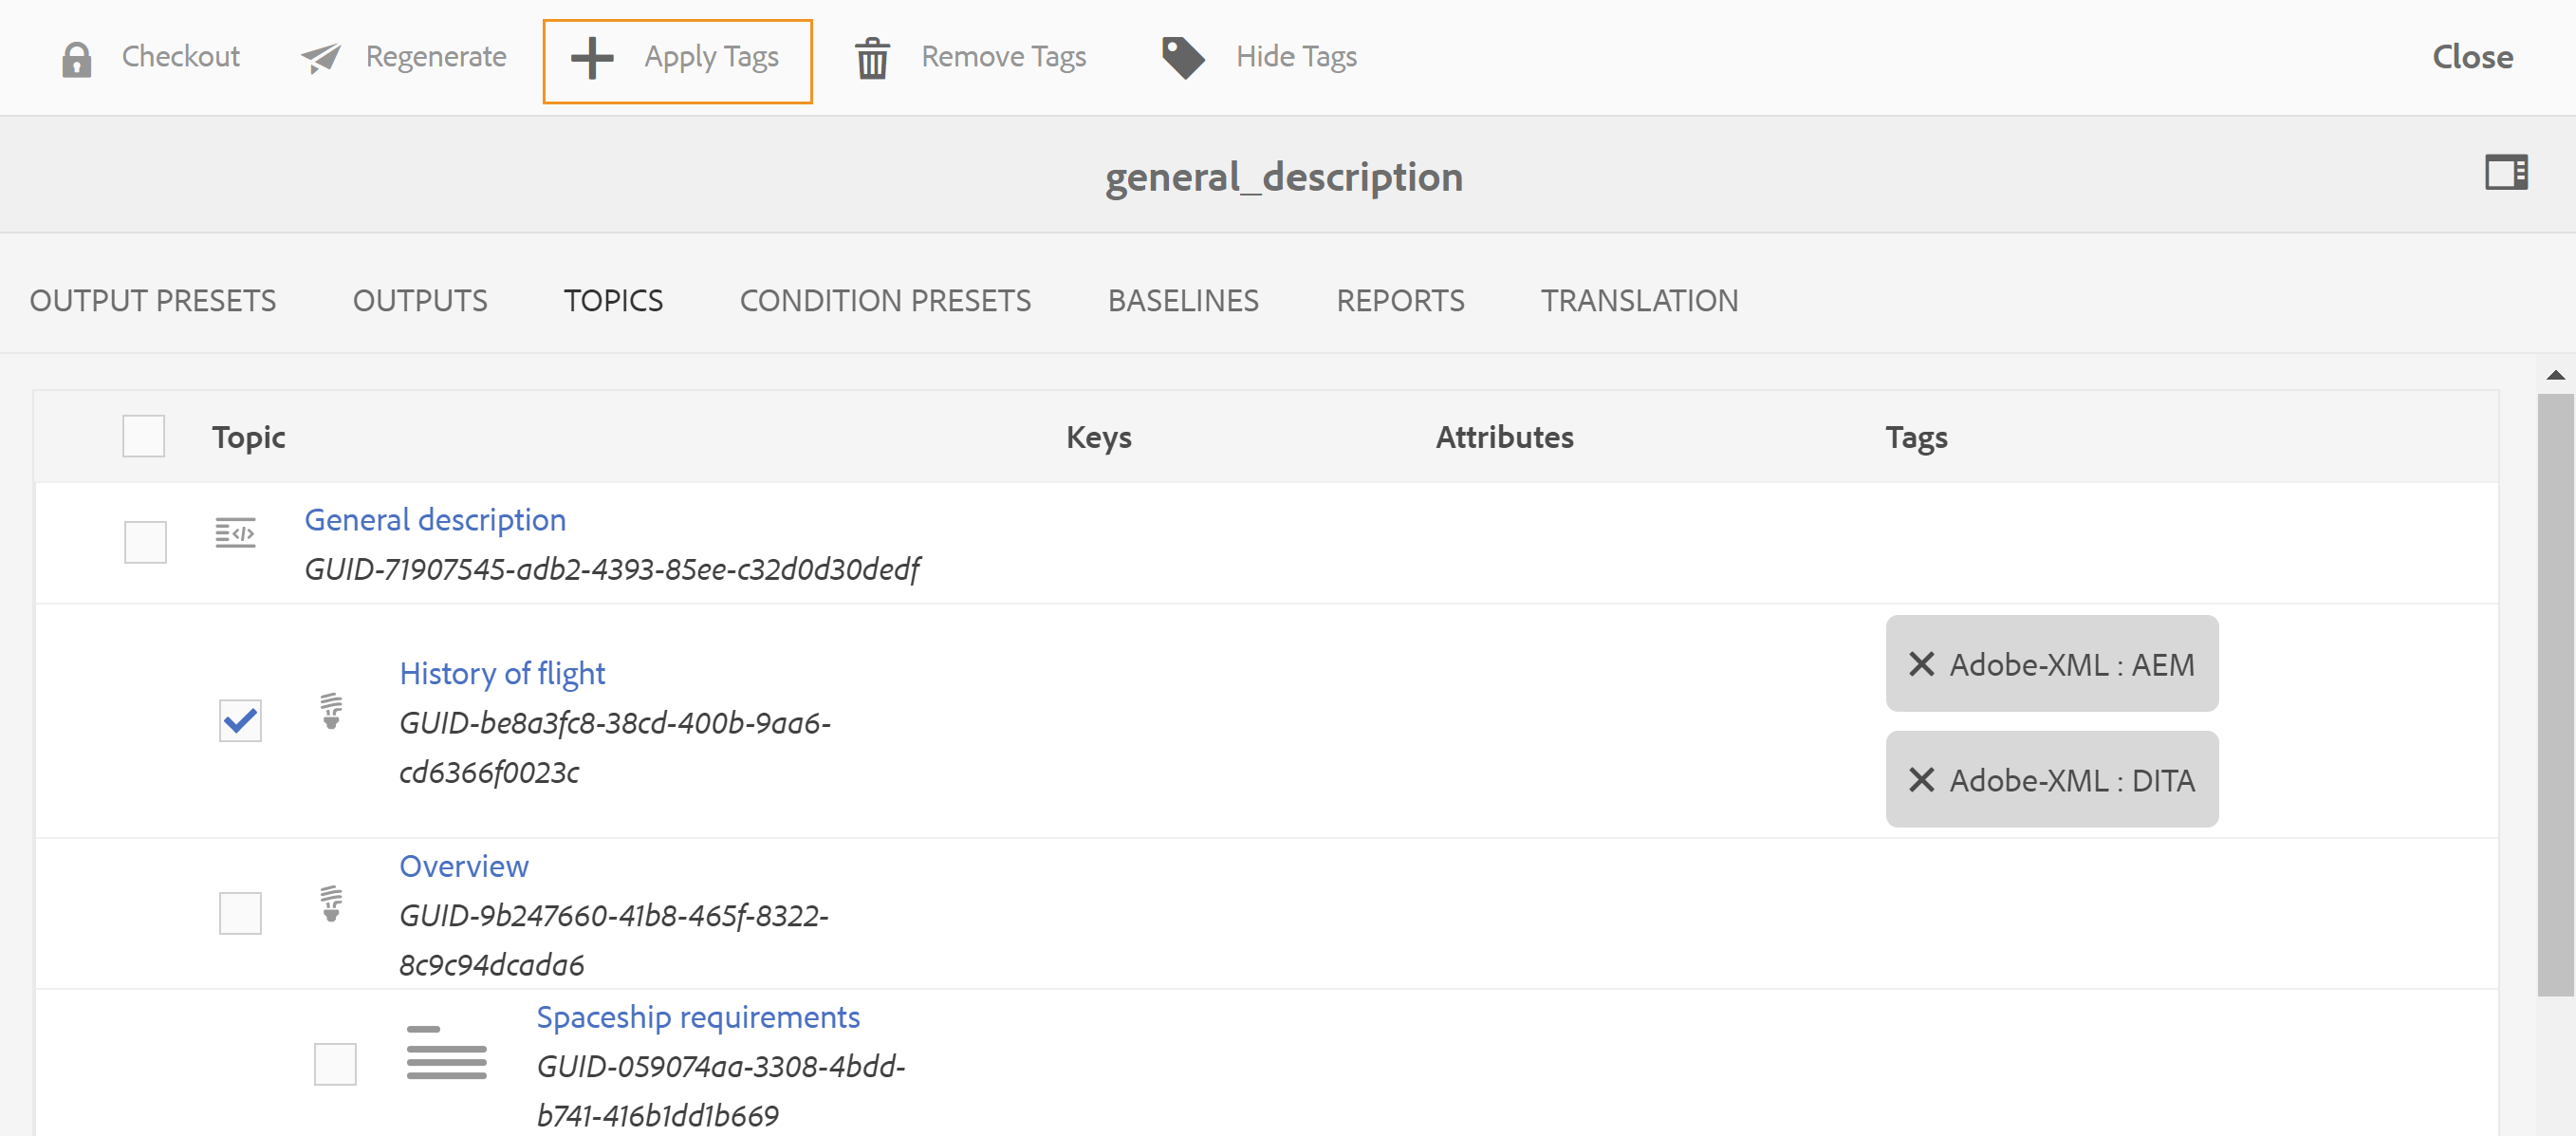 Checkout Regenerate Apply Tags Remove Tags Hide Tags Close
general_description
OUTPUT PRESETS OUTPUTS TOPICS CONDITION PRESETS BASELINES REPORTS TRANSLATION
Topic Keys Attributes Tags
General description
GUID-71907545-adb2-4393-85ee-c32d0d30dedf
History of flight
GUID-be8a3fc8-38cd-400b-9aa6-
cd6366f0023c
Adobe-XML : AEM
Adobe-XML : DITA
Overview
GUID-9b247660-41b8-465f-8322-
8c9c94dcada6
Spaceship requirements
GUID-059074aa-3308-4bdd-
b741-416b1dd1b669